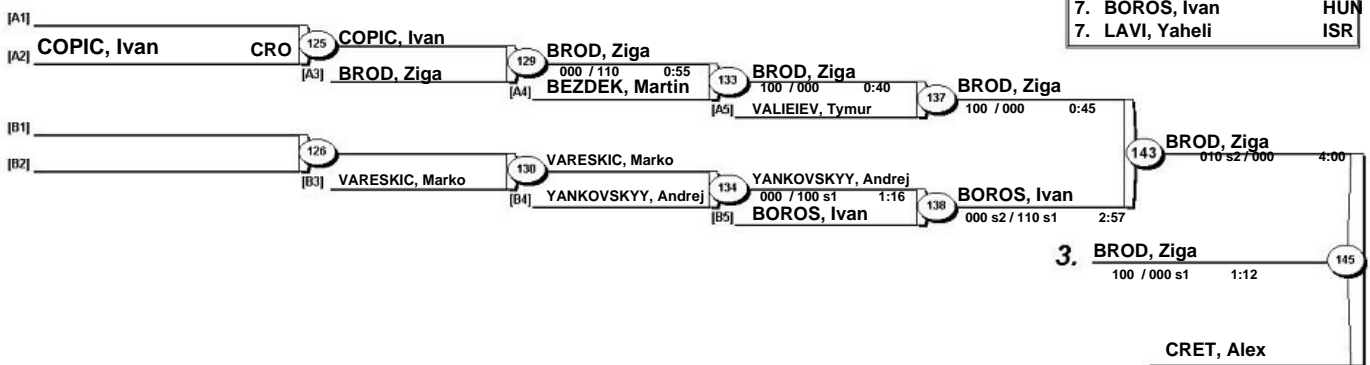 7. BOROS, Ivan HUN
7. LAVI, Yaheli ISR
[A1]
[A2] COPIC, Ivan CRO
125
COPIC, Ivan
[A3] BROD, Ziga
129
BROD, Ziga
000 / 110 0:55
[A4] BEZDEK, Martin
133
BROD, Ziga
100 / 000 0:40
[A5] VALIEIEV, Tymur
137
BROD, Ziga
100 / 000 0:45
[B1]
[B2]
126
[B3] VARESKIC, Marko
130
VARESKIC, Marko
[B4] YANKOVSKYY, Andrej
134
YANKOVSKYY, Andrej
000 / 100 s1 1:16
[B5] BOROS, Ivan
138
BOROS, Ivan
000 s2 / 110 s1 2:57
143
BROD, Ziga
010 s2 / 000 4:00
3. BROD, Ziga
100 / 000 s1 1:12
145
CRET, Alex